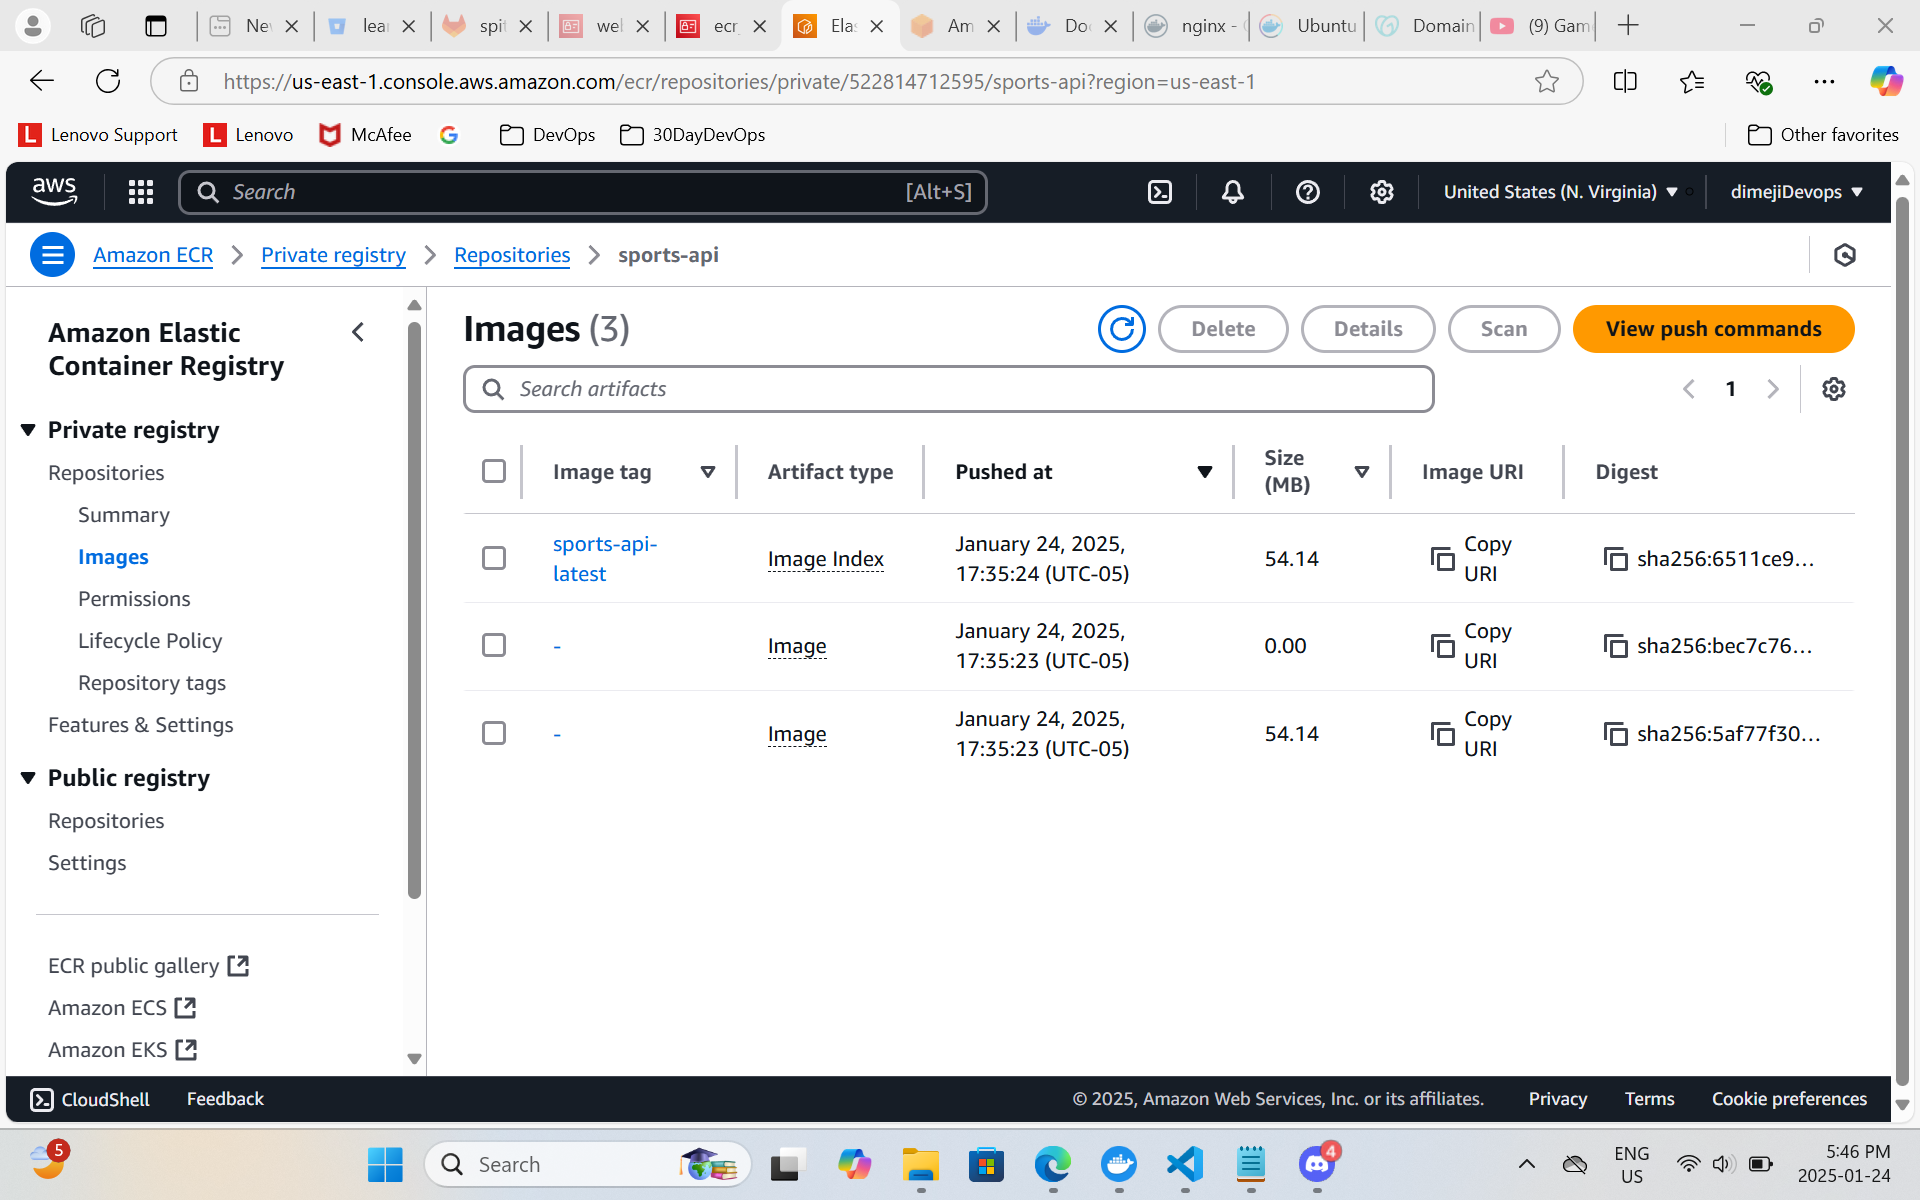 Ne
lear
spit
wel
ecr
Elas
Am
Doc
nginx -
Ubuntu
Domain
(9) Gam
https://us-east-1.console.aws.amazon.com/ecr/repositories/private/522814712595/sports-api?region=us-east-1
Lenovo Support
Lenovo
McAfee
DevOps
30DayDevOps
Other favorites
aws
Search
[Alt+S]
United States (N. Virginia)
dimejiDevops
Amazon ECR
Private registry
Repositories
sports-api
Amazon Elastic
Container Registry
Private registry
Repositories
Summary
Images
Permissions
Lifecycle Policy
Repository tags
Features & Settings
Public registry
Repositories
Settings
ECR public gallery
Amazon ECS
Amazon EKS
Images (3)
Delete
Details
Scan
View push commands
Search artifacts
1
Image tag
Artifact type
Pushed at
Size
(MB)
Image URI
Digest
sports-api-
latest
Image Index
January 24, 2025,
17:35:24 (UTC-05)
54.14
Copy
URI
sha256:6511ce9...
-
Image
January 24, 2025,
17:35:23 (UTC-05)
0.00
Copy
URI
sha256:bec7c76...
-
Image
January 24, 2025,
17:35:23 (UTC-05)
54.14
Copy
URI
sha256:5af77f30...
CloudShell
Feedback
© 2025, Amazon Web Services, Inc. or its affiliates.
Privacy
Terms
Cookie preferences
5
Search
4
ENG
US
5:46 PM
2025-01-24